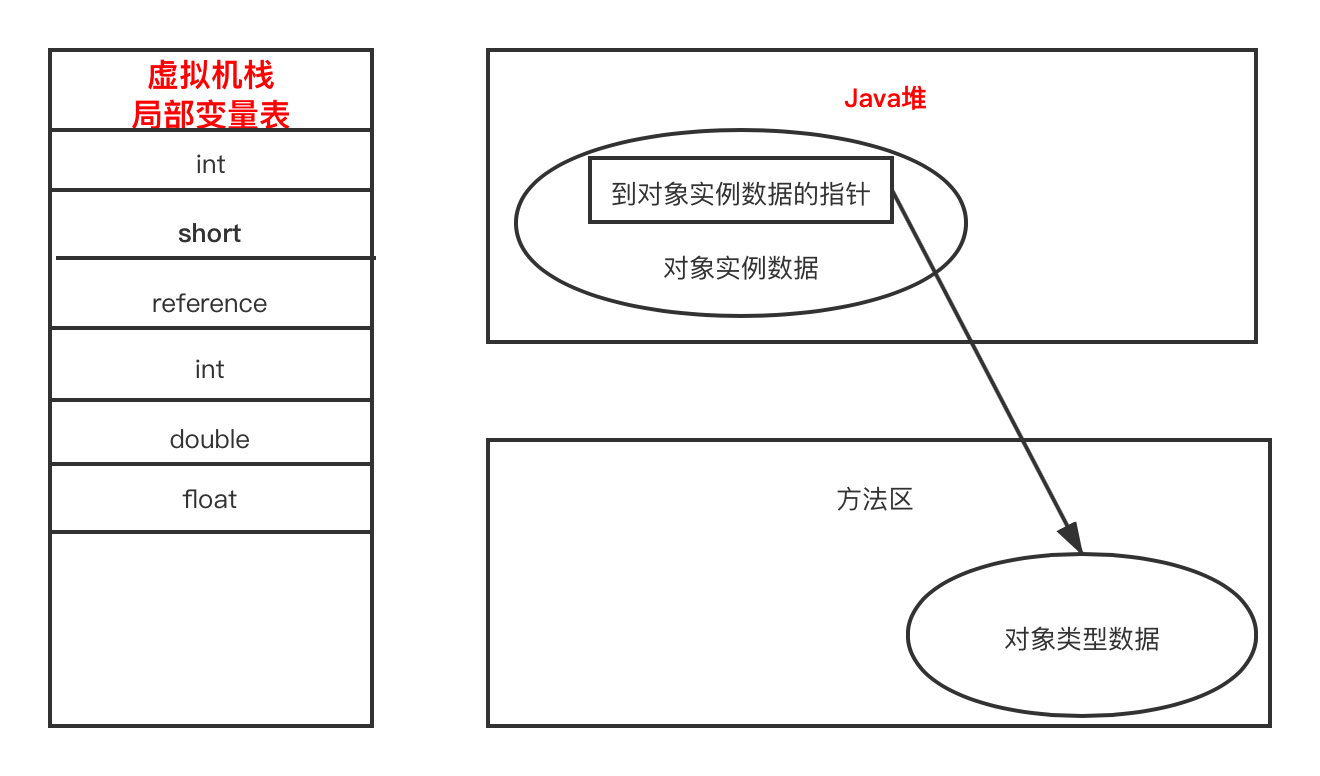 虚拟机栈
局部变量表
int
short
reference
int
double
float
Java堆
到对象实例数据的指针
对象实例数据
方法区
对象类型数据